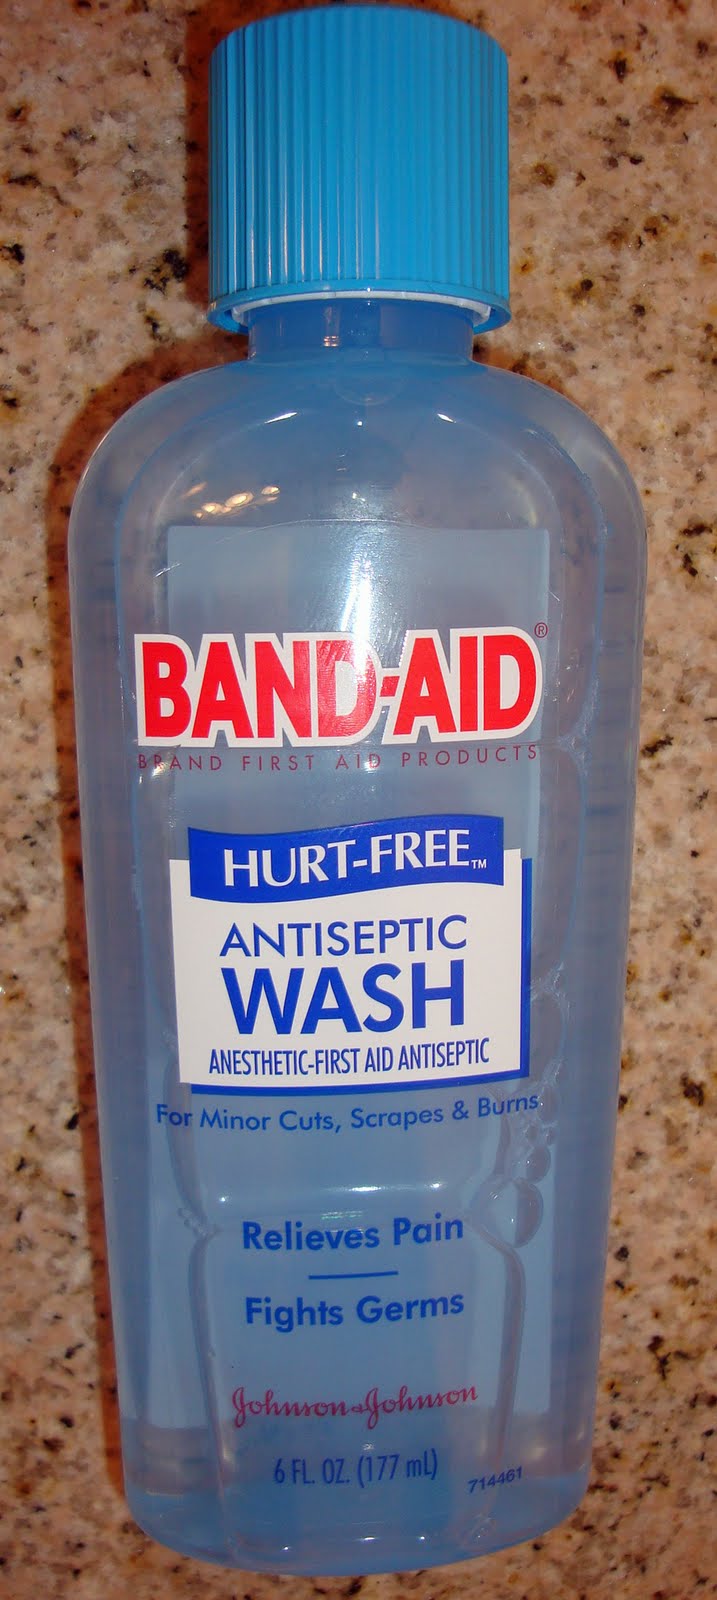 BAND-AID®
BRAND FIRST AID PRODUCTS
HURT-FREE™
ANTISEPTIC
WASH
ANESTHETIC-FIRST AID ANTISEPTIC
For Minor Cuts, Scrapes & Burns
Relieves Pain
Fights Germs
Johnson & Johnson
6 FL. OZ. (177 mL)
714461